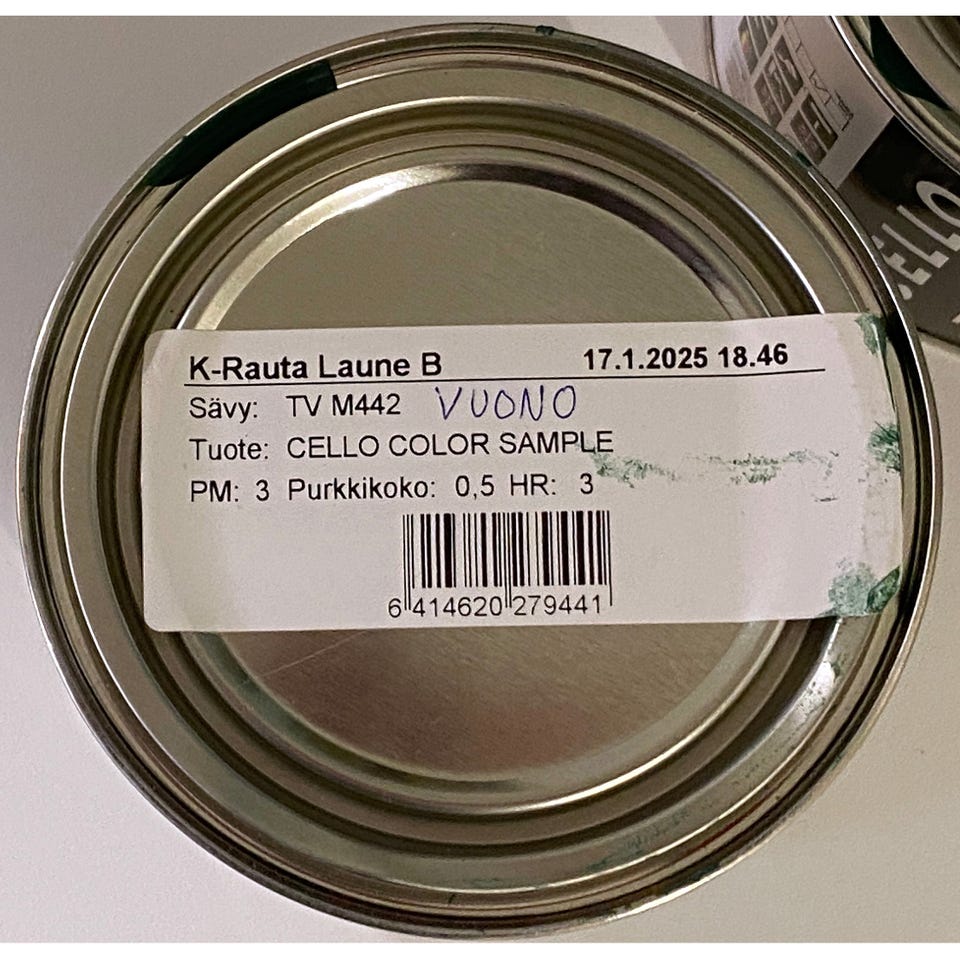 K-Rauta Laune B 17.1.2025 18.46
Sävy: TV M442 VUONO
Tuote: CELLO COLOR SAMPLE
PM: 3 Purkkikoko: 0,5 HR: 3
6 414620 279441
CELLO